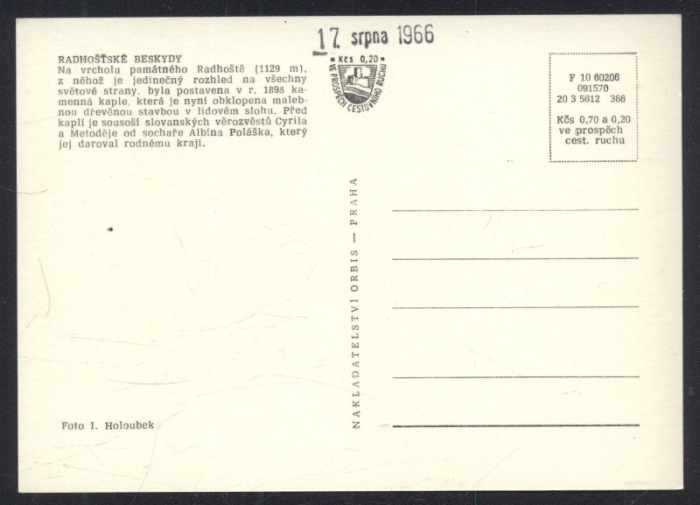 17. srpna 1966
Kčs 0,20
VE PROSPĚCH CESTOVNÍHO RUCHU
RADHOŠŤSKÉ BESKYDY
Na vrcholu památného Radhoště (1129 m),
z něhož je jedinečný rozhled na všechny
světové strany, byla postavena v r. 1898 ka-
menná kaple, která je nyní obklopena maleb-
nou dřevěnou stavbou v lidovém slohu. Před
kaplí je sousoší slovanských věrozvěstů Cyrila
a Metoděje od sochaře Albína Poláška, který
jej daroval rodnému kraji.
F 10 60206
091570
20 3 5612 366
Kčs 0,70 a 0,20
ve prospěch
cest. ruchu
NAKLADATELSTVÍ ORBIS — PRAHA
Foto I. Holoubek